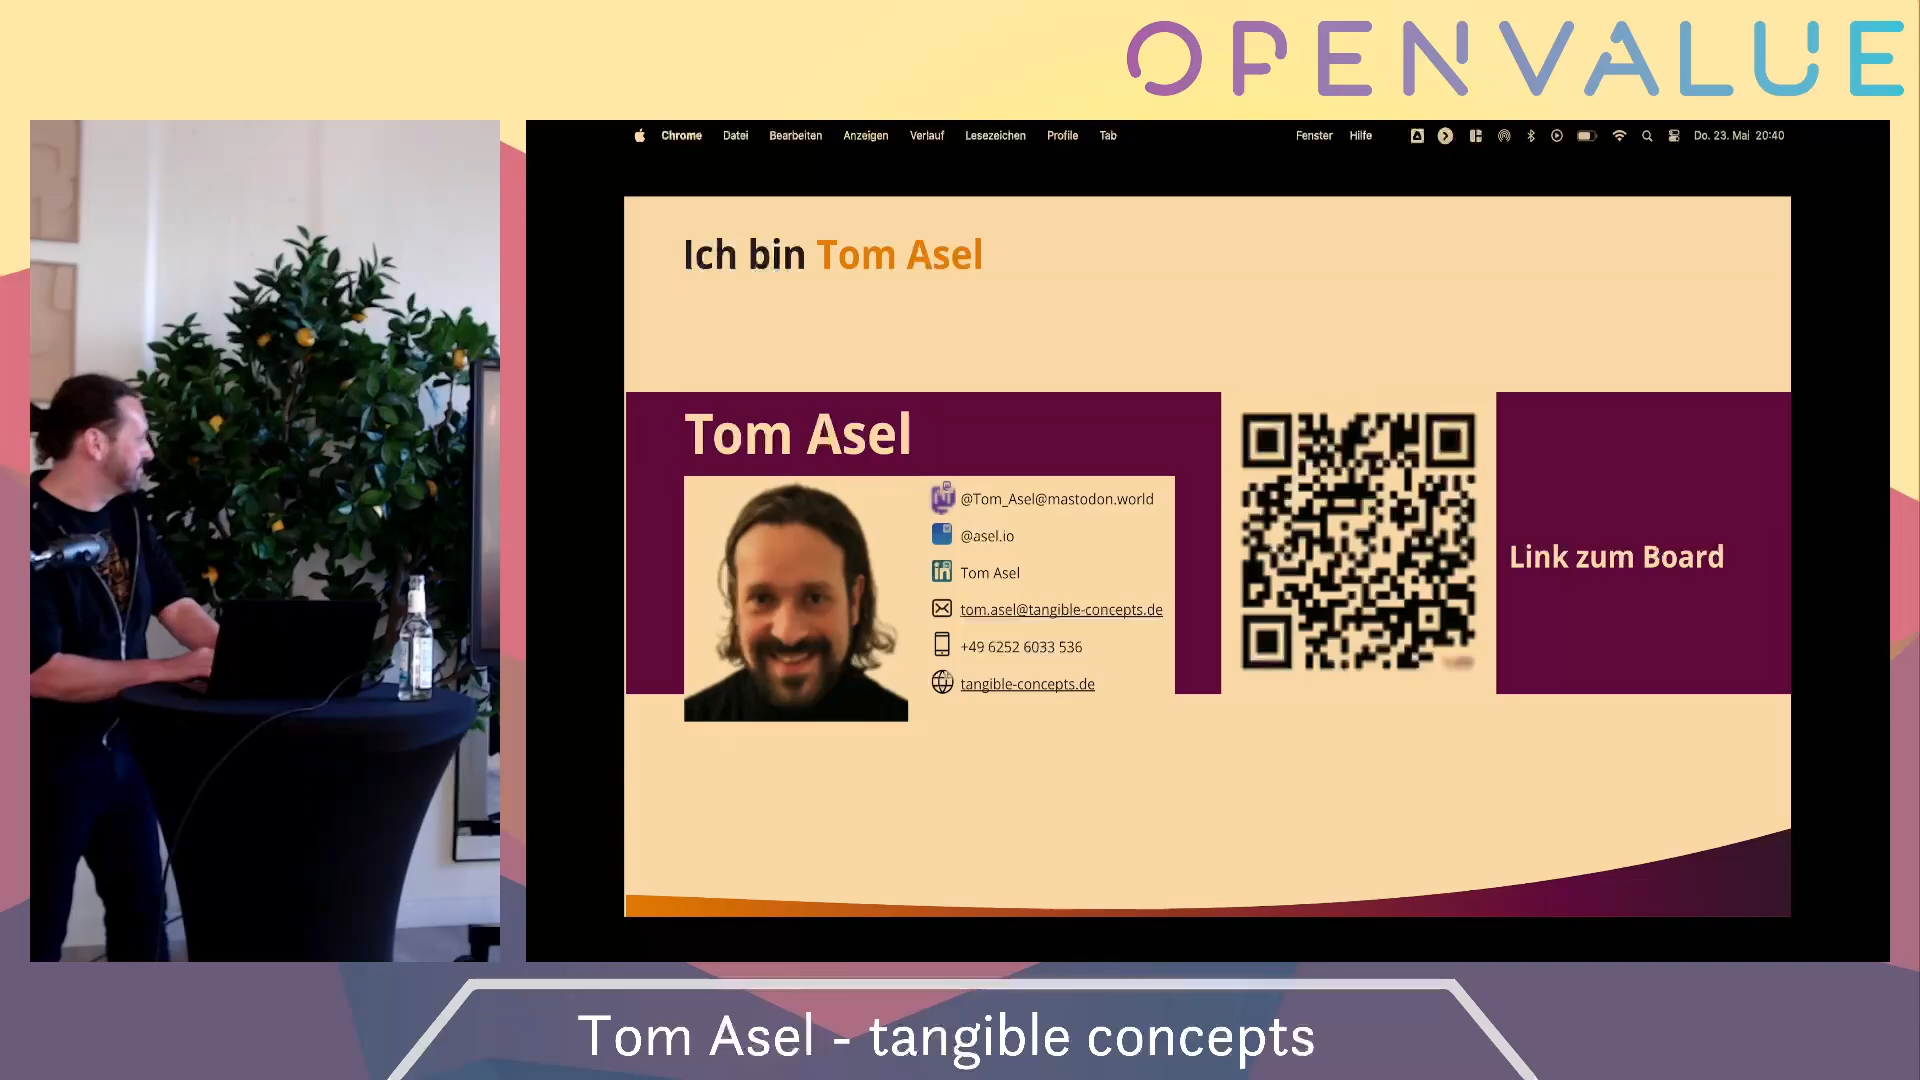 OPENVALUE
Chrome Datei Bearbeiten Anzeigen Verlauf Lesezeichen Profile Tab Fenster Hilfe Do. 23. Mai 20:40
Ich bin Tom Asel
Tom Asel
@Tom_Asel@mastodon.world
@asel.io
Tom Asel
tom.asel@tangible-concepts.de
+49 6252 6033 536
tangible-concepts.de
Link zum Board
Tom Asel - tangible concepts